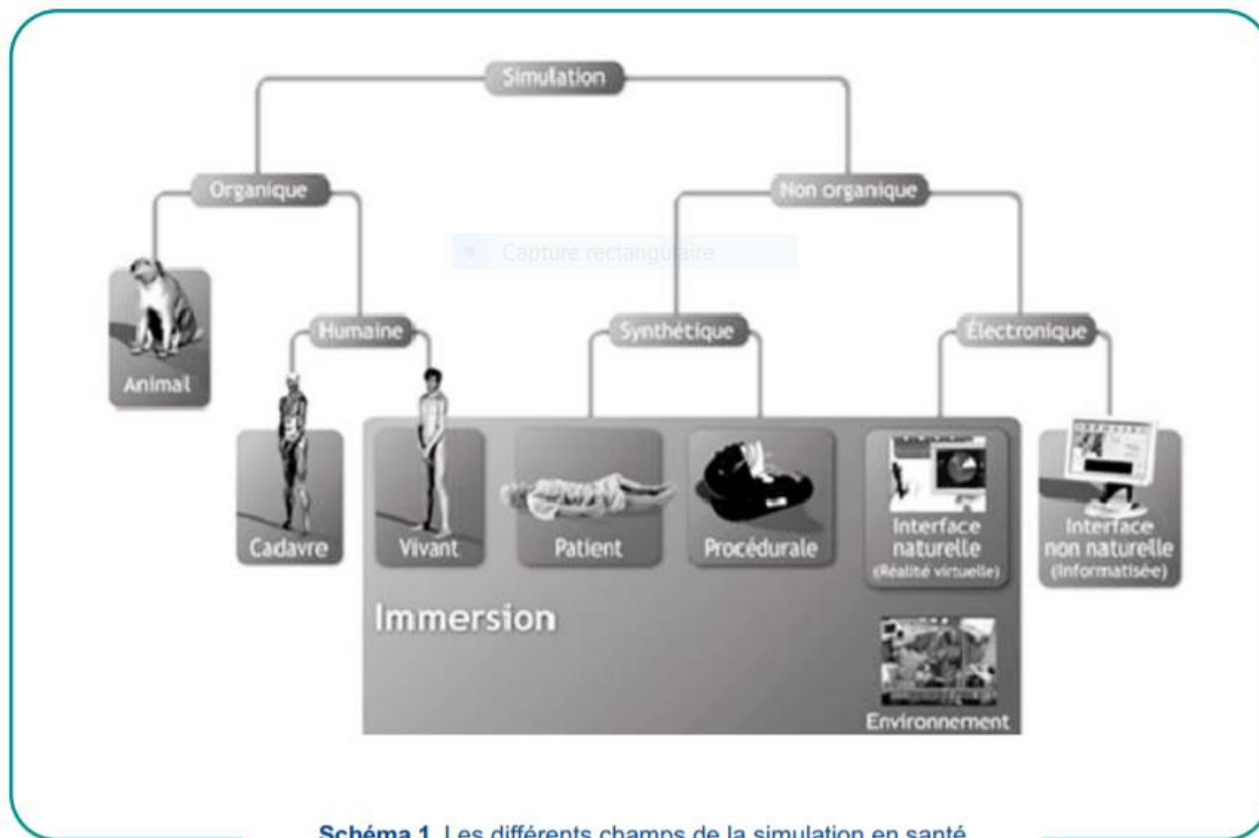 Simulation
Organique
Non organique
Capture rectangulaire
Humaine
Synthétique
Électronique
Animal
Cadavre
Vivant
Patient
Procédurale
Interface
naturelle
(Réalité virtuelle)
Interface
non naturelle
(Informatisée)
Immersion
Environnement
Schéma 1. Les différents champs de la simulation en santé